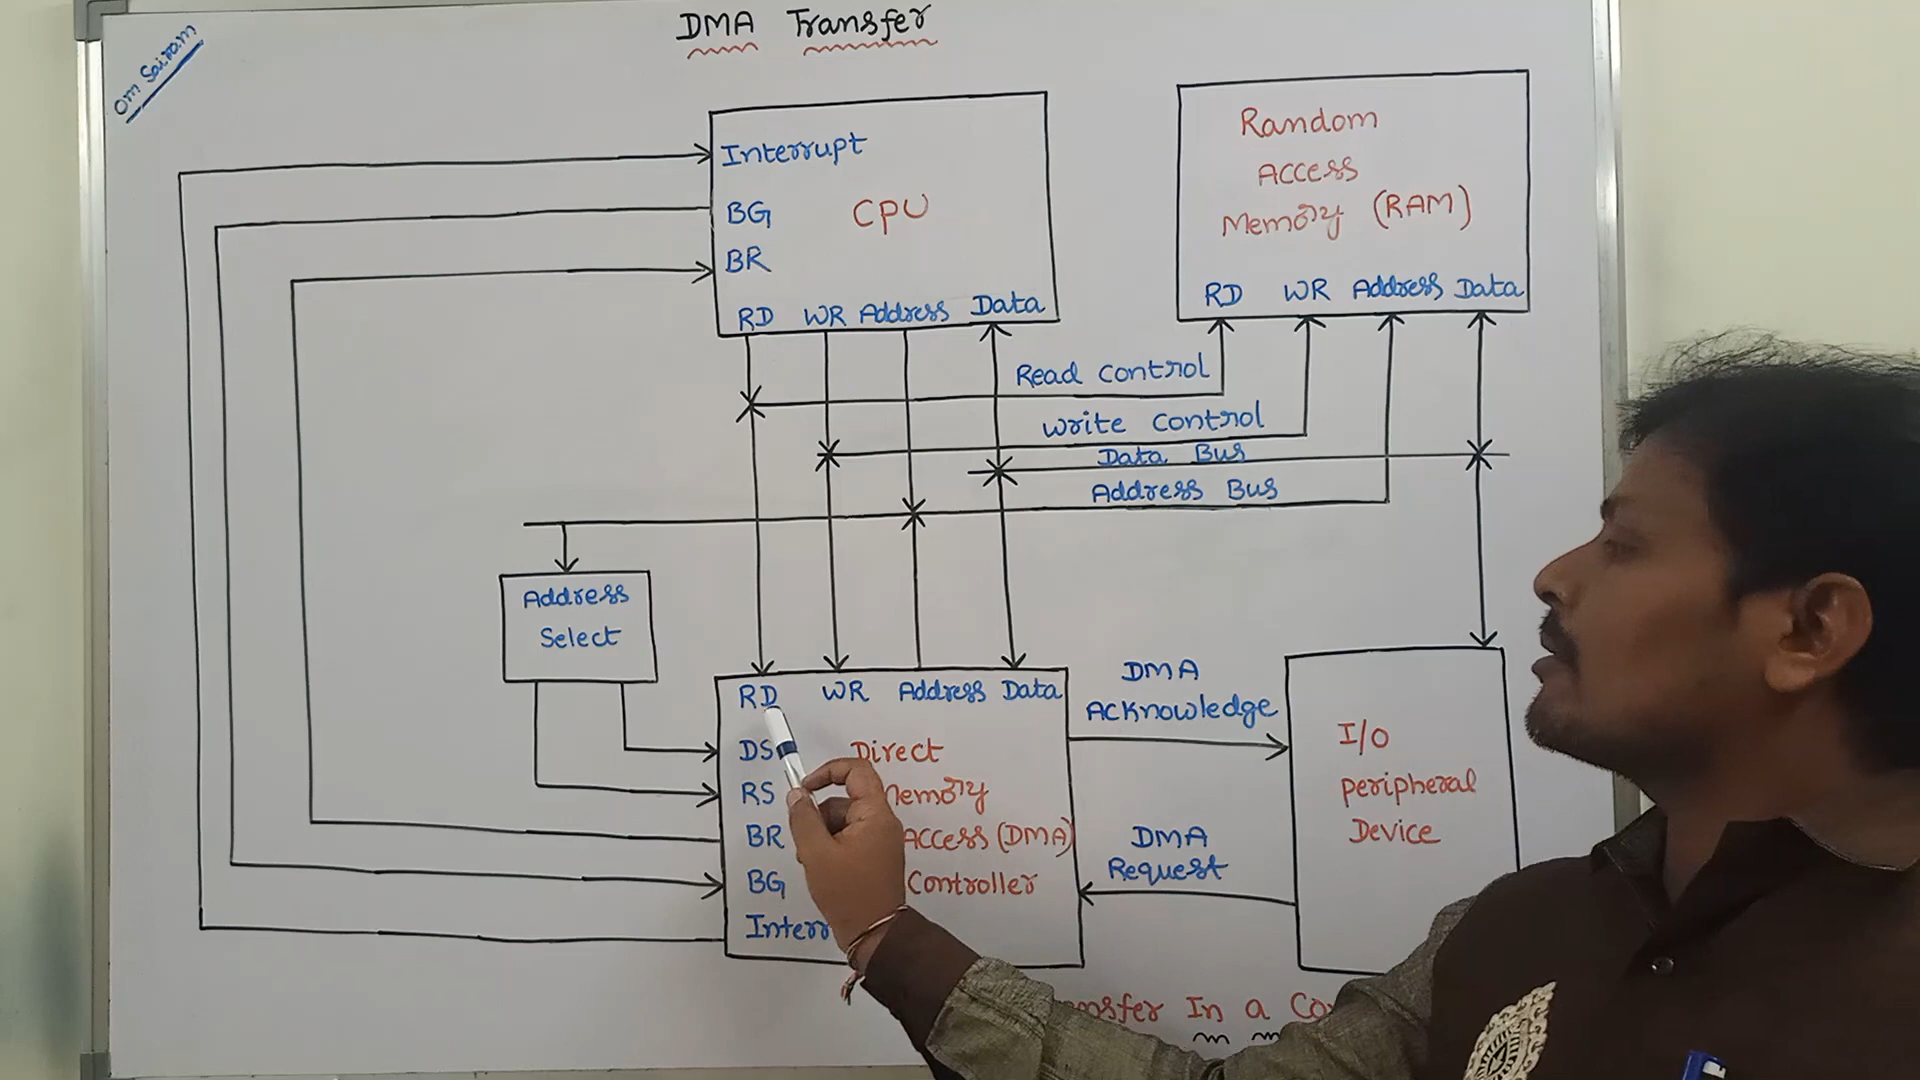 DMA Transfer
Om Sairam
Interrupt
BG CPU
BR
RD WR Address Data
Random
Access
Memory (RAM)
RD WR Address Data
Read Control
Write Control
Data Bus
Address Bus
Address
Select
RD WR Address Data
DS Direct
RS Memory
BR Access (DMA)
BG Controller
DMA
Acknowledge
DMA
Request
I/O
Peripheral
Device
In a